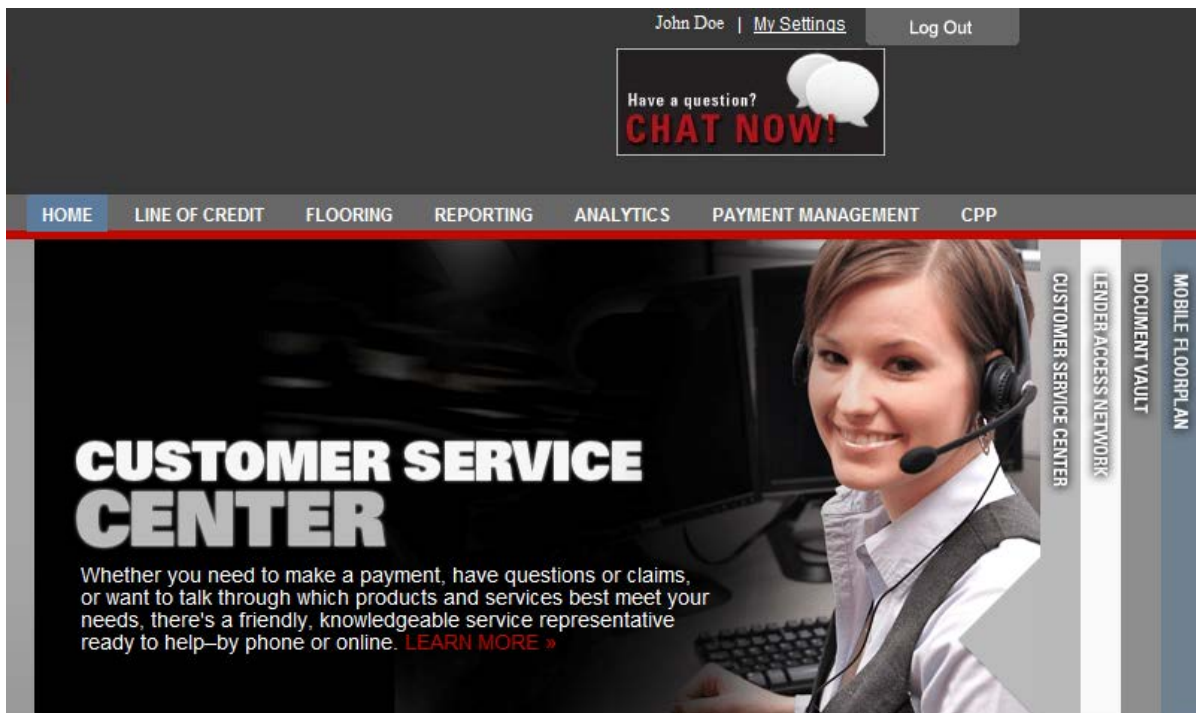 John Doe | My Settings Log Out
Have a question?
CHAT NOW!
HOME LINE OF CREDIT FLOORING REPORTING ANALYTICS PAYMENT MANAGEMENT CPP
CUSTOMER SERVICE
CENTER
Whether you need to make a payment, have questions or claims,
or want to talk through which products and services best meet your
needs, there's a friendly, knowledgeable service representative
ready to help–by phone or online. LEARN MORE »
CUSTOMER SERVICE CENTER
LENDER ACCESS NETWORK
DOCUMENT VAULT
MOBILE FLOORPLAN